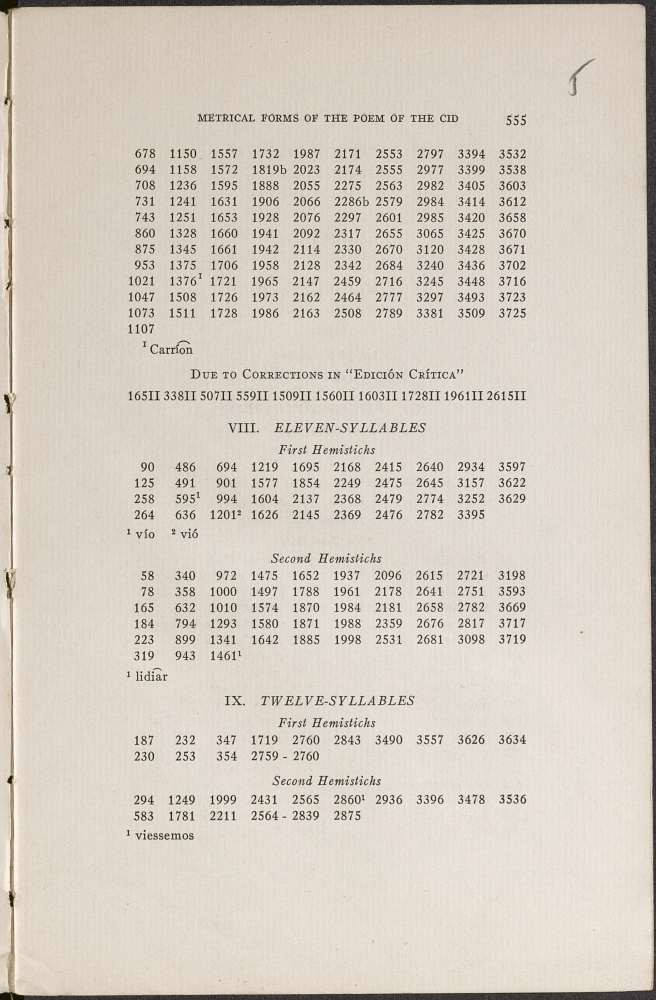 5
METRICAL FORMS OF THE POEM OF THE CID 555
678 1150 1557 1732 1987 2171 2553 2797 3394 3532
694 1158 1572 1819b 2023 2174 2555 2977 3399 3538
708 1236 1595 1888 2055 2275 2563 2982 3405 3603
731 1241 1631 1906 2066 2286b 2579 2984 3414 3612
743 1251 1653 1928 2076 2297 2601 2985 3420 3658
860 1328 1660 1941 2092 2317 2655 3065 3425 3670
875 1345 1661 1942 2114 2330 2670 3120 3428 3671
953 1375 1706 1958 2128 2342 2684 3240 3436 3702
1021 1376¹ 1721 1965 2147 2459 2716 3245 3448 3716
1047 1508 1726 1973 2162 2464 2777 3297 3493 3723
1073 1511 1728 1986 2163 2508 2789 3381 3509 3725
1107
¹ Carrı͡on
DUE TO CORRECTIONS IN "EDICIÓN CRÍTICA"
165II 338II 507II 559II 1509II 1560II 1603II 1728II 1961II 2615II
VIII. ELEVEN-SYLLABLES
First Hemistichs
90 486 694 1219 1695 2168 2415 2640 2934 3597
125 491 901 1577 1854 2249 2475 2645 3157 3622
258 595¹ 994 1604 2137 2368 2479 2774 3252 3629
264 636 1201² 1626 2145 2369 2476 2782 3395
¹ vío ² vió
Second Hemistichs
58 340 972 1475 1652 1937 2096 2615 2721 3198
78 358 1000 1497 1788 1961 2178 2641 2751 3593
165 632 1010 1574 1870 1984 2181 2658 2782 3669
184 794 1293 1580 1871 1988 2359 2676 2817 3717
223 899 1341 1642 1885 1998 2531 2681 3098 3719
319 943 1461¹
¹ lidi͡ar
IX. TWELVE-SYLLABLES
First Hemistichs
187 232 347 1719 2760 2843 3490 3557 3626 3634
230 253 354 2759 - 2760
Second Hemistichs
294 1249 1999 2431 2565 2860¹ 2936 3396 3478 3536
583 1781 2211 2564 - 2839 2875
¹ viessemos